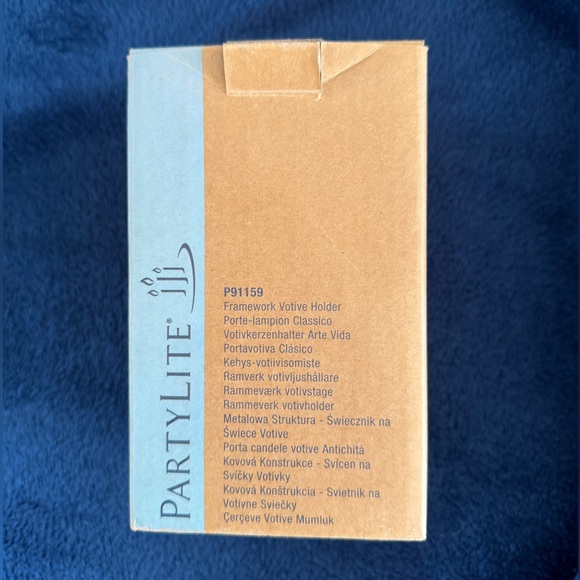 PARTYLITE®
P91159
Framework Votive Holder
Porte-lampion Classico
Votivkerzenhalter Arte Vida
Portavotiva Clásico
Kehys-votiivisomiste
Ramverk votivljushållare
Rammeværk votivstage
Rammeverk votivholder
Metalowa Struktura - Świecznik na
Świece Votive
Porta candele votive Antichità
Kovová Konstrukce - Svícen na
Svíčky Votivky
Kovová Konštrukcia - Svietnik na
Votivne Sviečky
Çerçeve Votive Mumluk